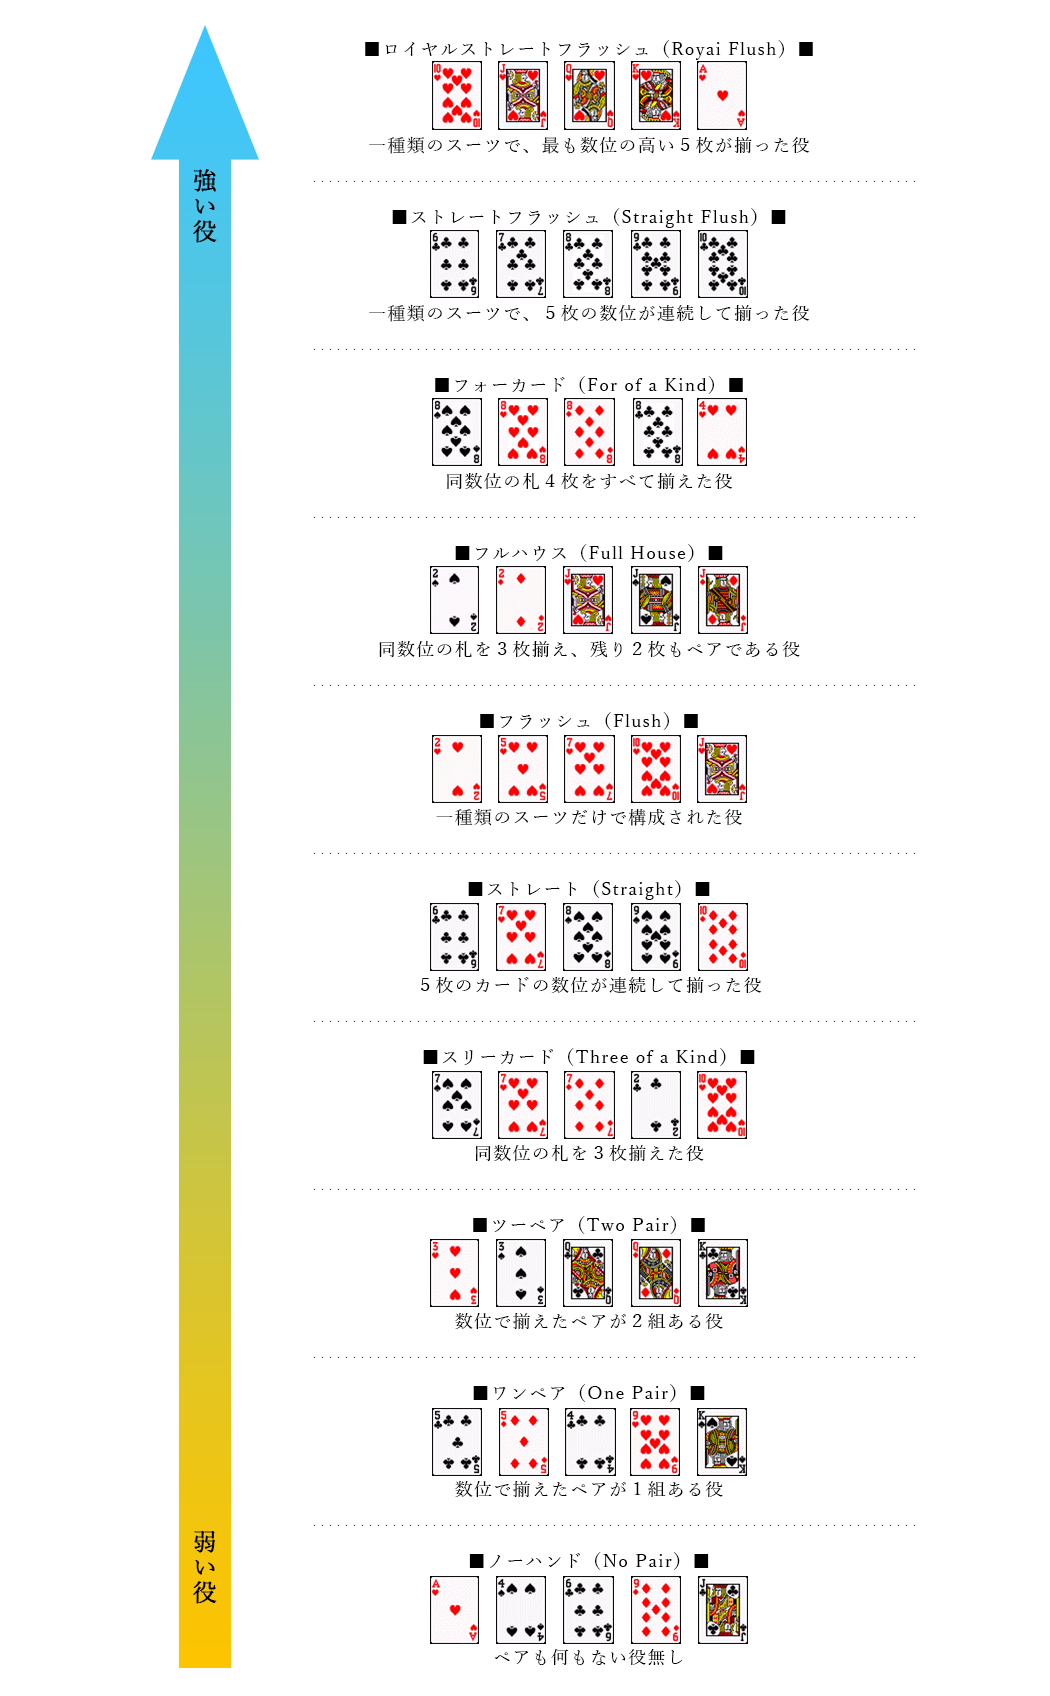 ■ロイヤルストレートフラッシュ（Royai Flush）■
一種類のスーツで、最も数位の高い５枚が揃った役
強い役
■ストレートフラッシュ（Straight Flush）■
一種類のスーツで、５枚の数位が連続して揃った役
■フォーカード（For of a Kind）■
同数位の札４枚をすべて揃えた役
■フルハウス（Full House）■
同数位の札を３枚揃え、残り２枚もペアである役
■フラッシュ（Flush）■
一種類のスーツだけで構成された役
■ストレート（Straight）■
５枚のカードの数位が連続して揃った役
■スリーカード（Three of a Kind）■
同数位の札を３枚揃えた役
■ツーペア（Two Pair）■
数位で揃えたペアが２組ある役
■ワンペア（One Pair）■
数位で揃えたペアが１組ある役
弱い役
■ノーハンド（No Pair）■
ペアも何もない役無し